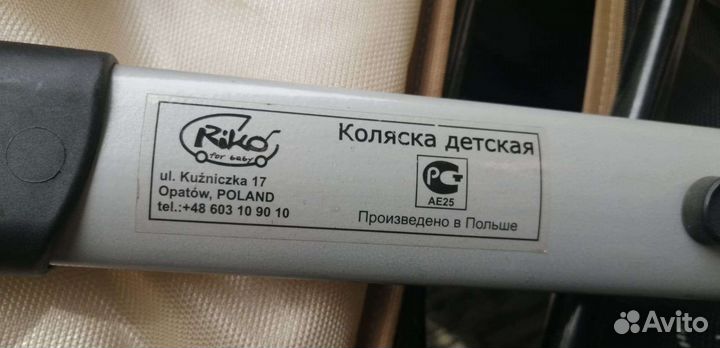 Riko
for baby
ul. Kuźniczka 17
Opatów, POLAND
tel.:+48 603 10 90 10
Коляска детская
РСТ
АЕ25
Произведено в Польше
Avito